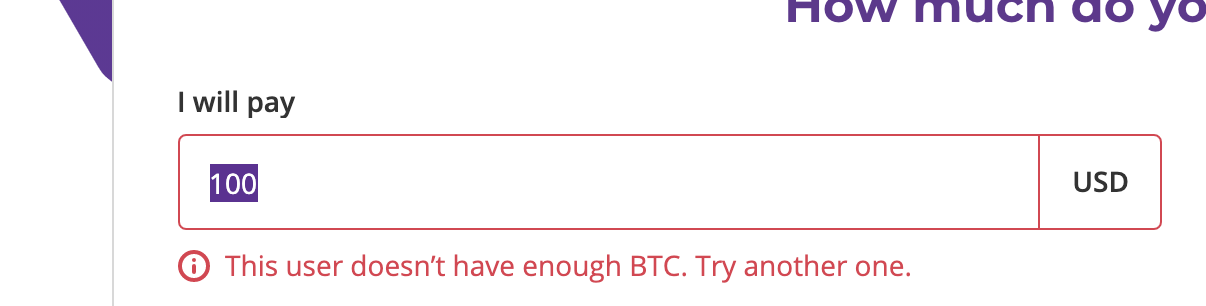 How much do yo
I will pay
100
USD
This user doesn’t have enough BTC. Try another one.